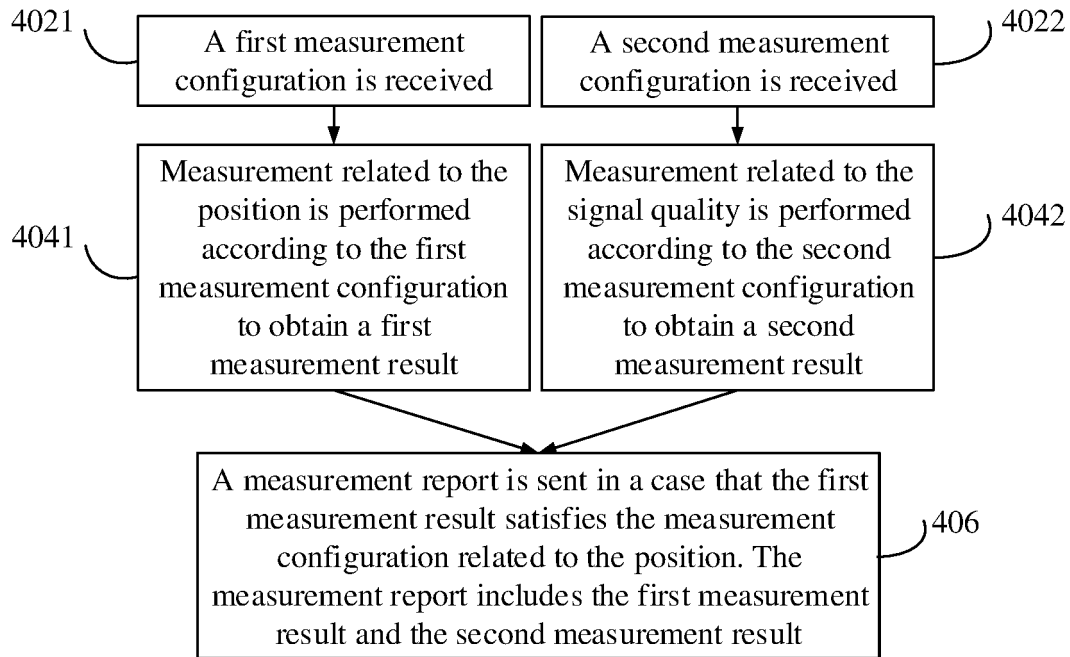 4021
A first measurement
configuration is received
A second measurement
configuration is received
4022
4041
Measurement related to the
position is performed
according to the first
measurement configuration
to obtain a first
measurement result
Measurement related to the
signal quality is performed
according to the second
measurement configuration
to obtain a second
measurement result
4042
A measurement report is sent in a case that the first
measurement result satisfies the measurement
configuration related to the position. The
measurement report includes the first measurement
result and the second measurement result
406